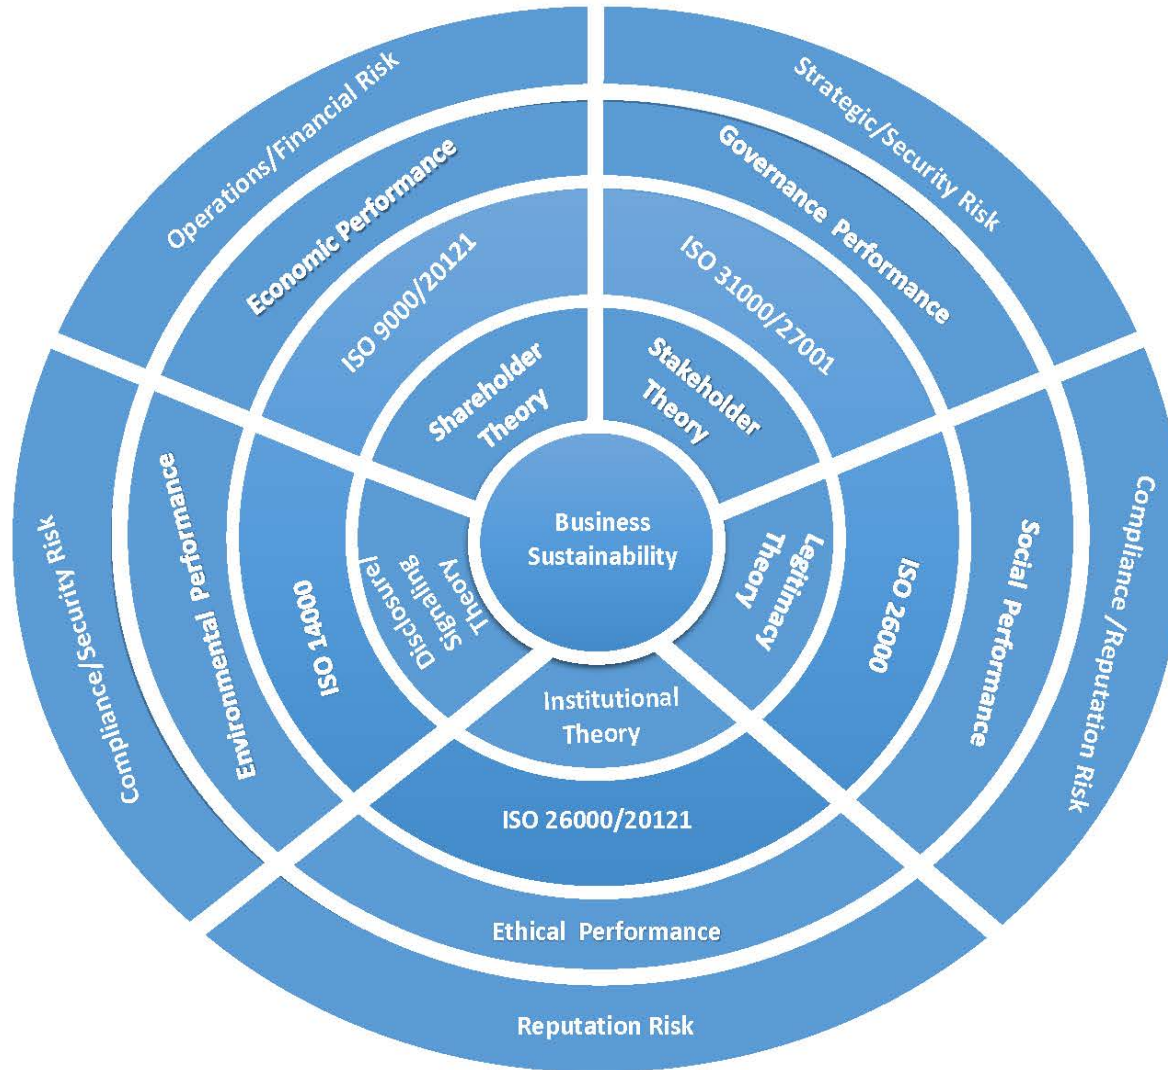 Operations/Financial Risk
Strategic/Security Risk
Economic Performance
Governance Performance
ISO 9000/20121
ISO 31000/27001
Shareholder
Theory
Stakeholder
Theory
Business
Sustainability
Compliance/Security Risk
Environmental Performance
ISO 14000
Disclosure/
Signaling
Theory
Legitimacy
Theory
ISO 26000
Social Performance
Compliance /Reputation Risk
Institutional
Theory
ISO 26000/20121
Ethical Performance
Reputation Risk